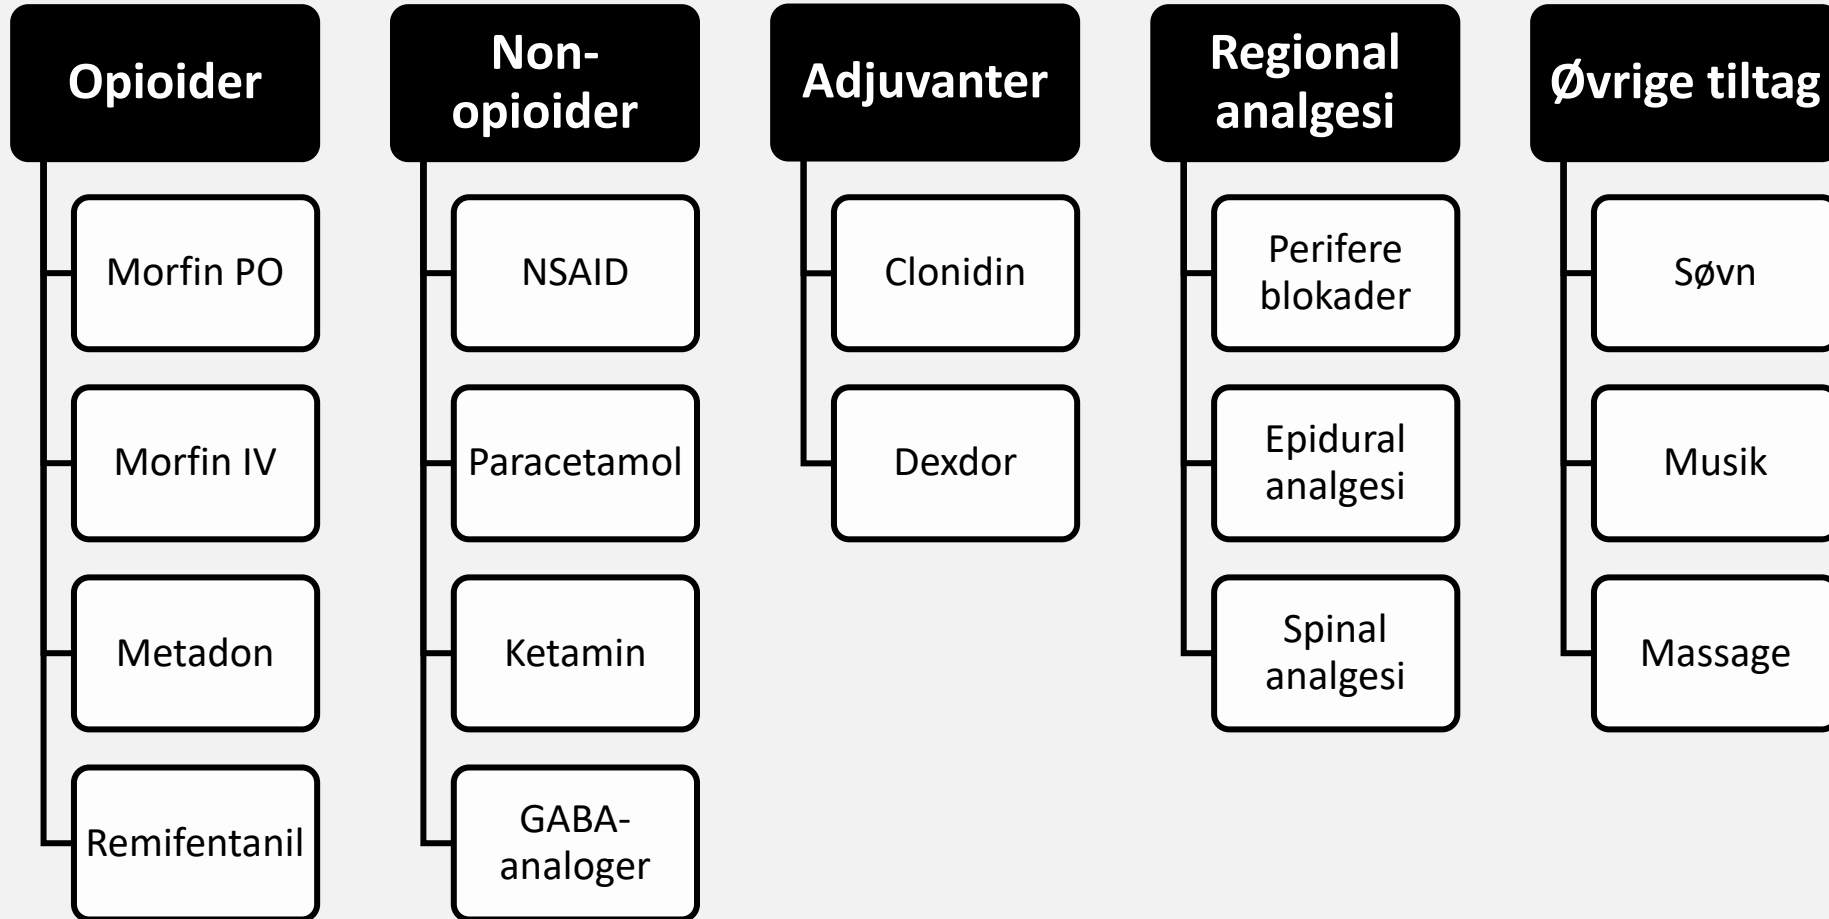 Opioider
Morfin PO
Morfin IV
Metadon
Remifentanil
Non-
opioider
NSAID
Paracetamol
Ketamin
GABA-
analoger
Adjuvanter
Clonidin
Dexdor
Regional
analgesi
Perifere
blokader
Epidural
analgesi
Spinal
analgesi
Øvrige tiltag
Søvn
Musik
Massage